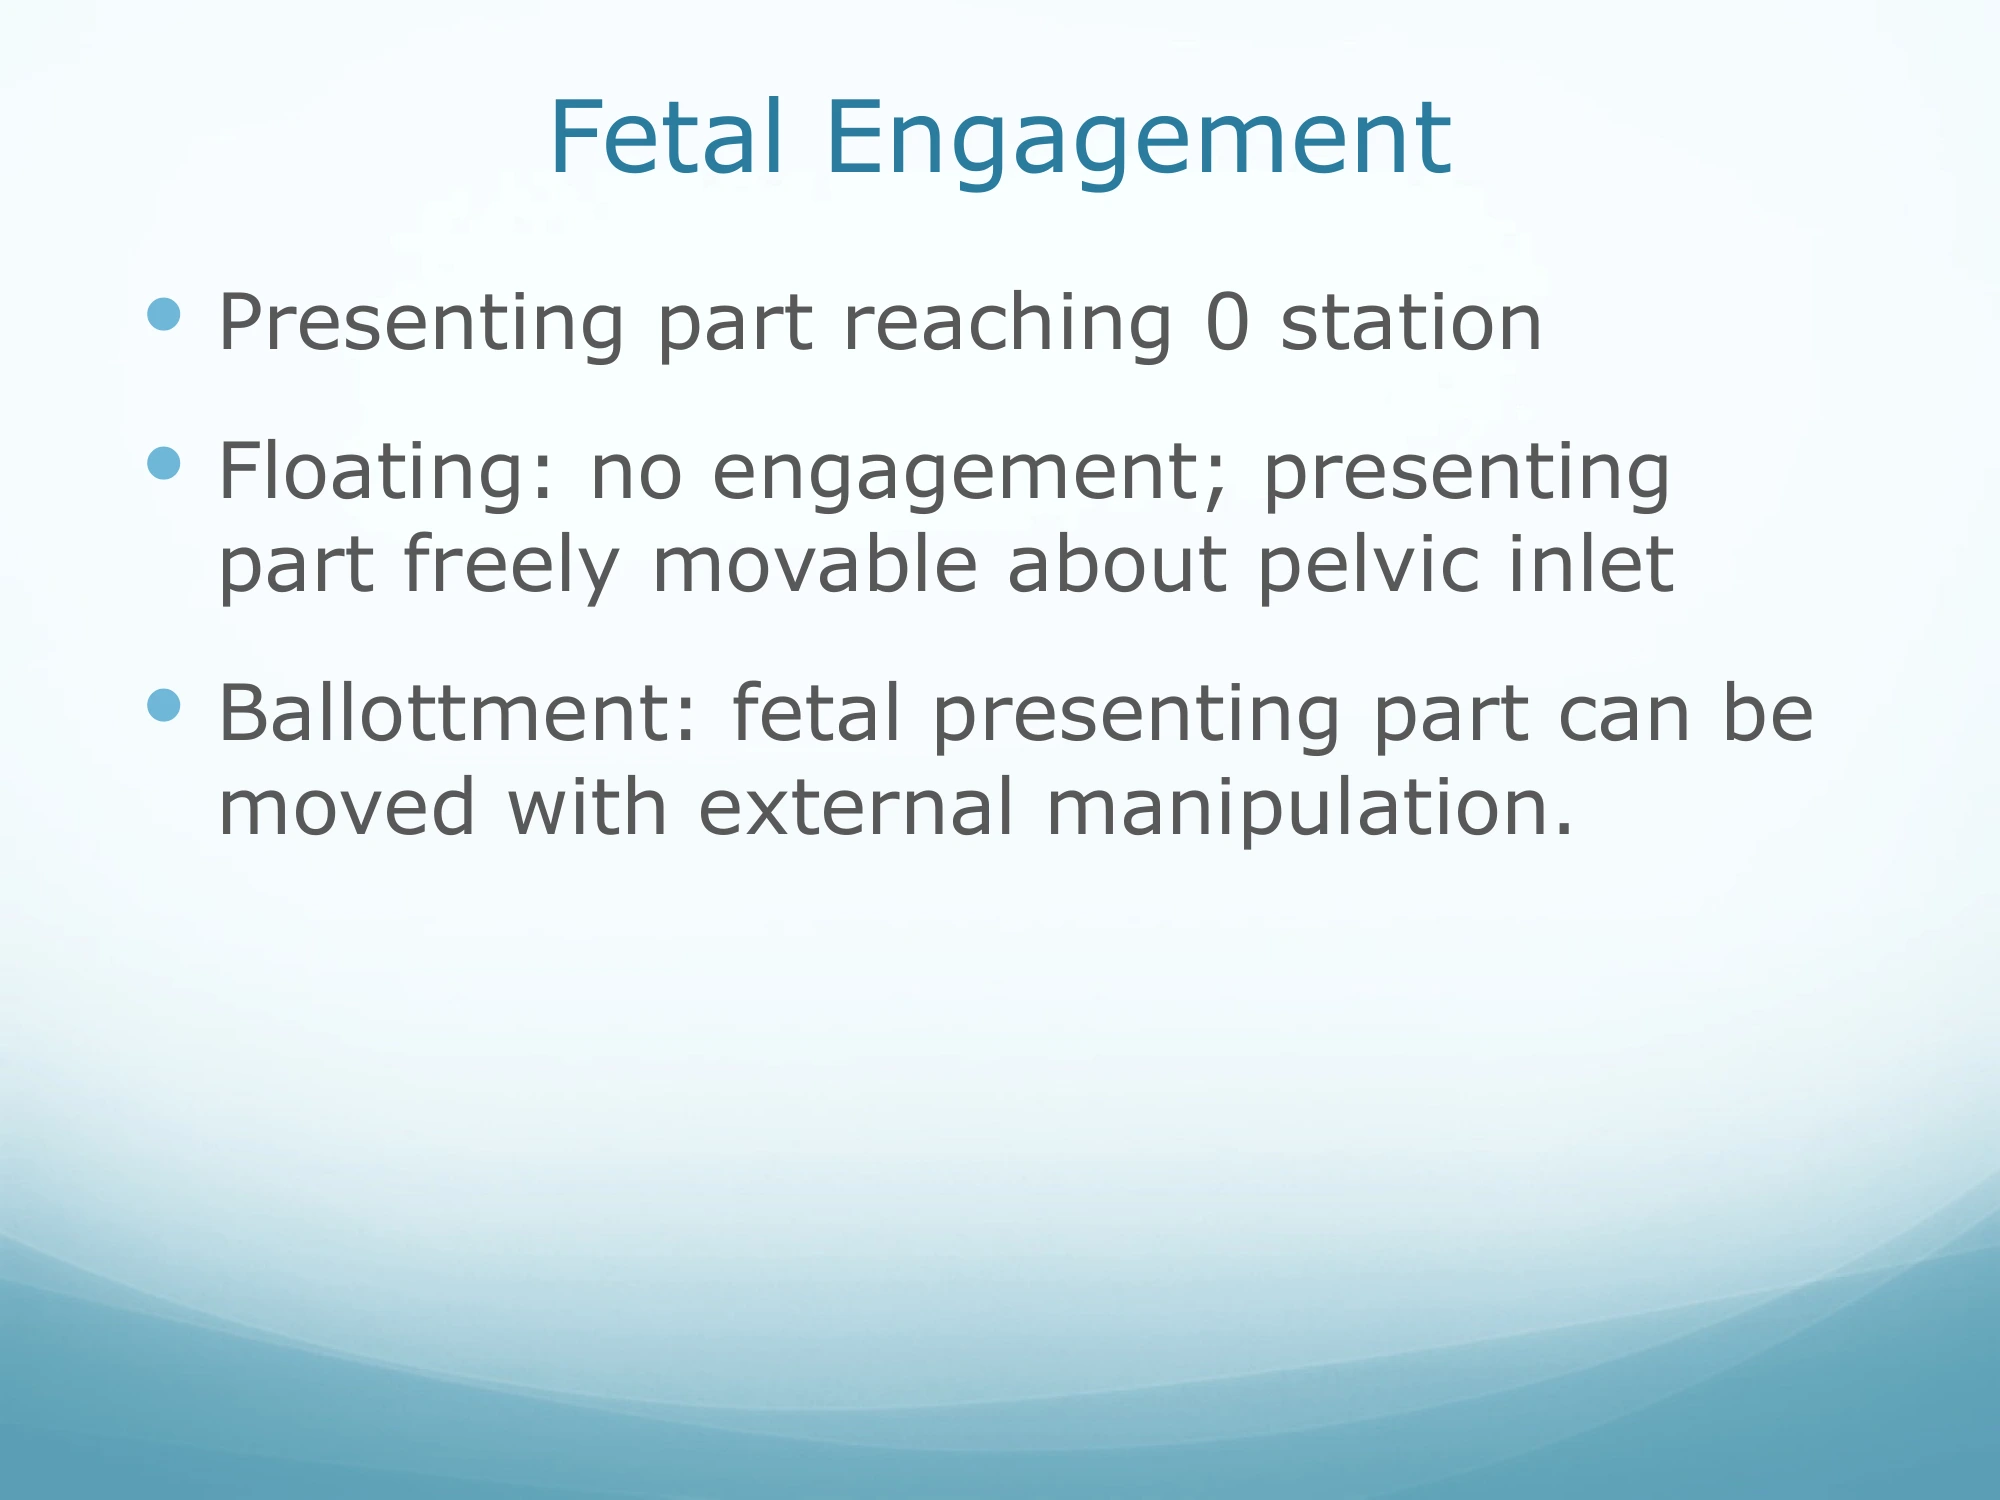 Fetal Engagement
• Presenting part reaching 0 station
• Floating: no engagement; presenting
part freely movable about pelvic inlet
• Ballottment: fetal presenting part can be
moved with external manipulation.